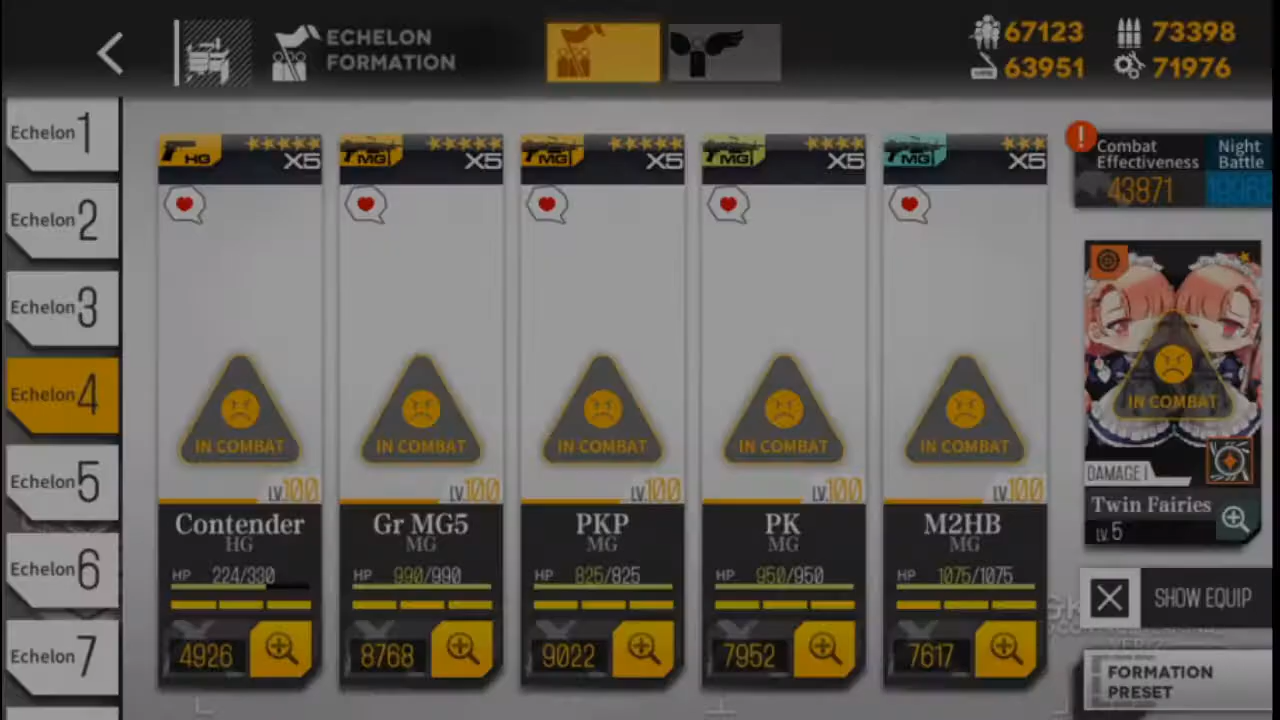 ECHELON
FORMATION
67123
73398
63951
71976
Echelon 1
Echelon 2
Echelon 3
Echelon 4
Echelon 5
Echelon 6
Echelon 7
HG
X5
MG
X5
MG
X5
MG
X5
MG
X5
IN COMBAT
IN COMBAT
IN COMBAT
IN COMBAT
IN COMBAT
LV.100
LV.100
LV.100
LV.100
LV.100
Contender
HG
HP 224/330
4926
Gr MG5
MG
HP 990/990
8768
PKP
MG
HP 825/825
9022
PK
MG
HP 950/950
7952
M2HB
MG
HP 1075/1075
7617
!
Combat
Effectiveness
43871
Night
Battle
IN COMBAT
DAMAGE I
Twin Fairies
LV.5
SHOW EQUIP
FORMATION
PRESET